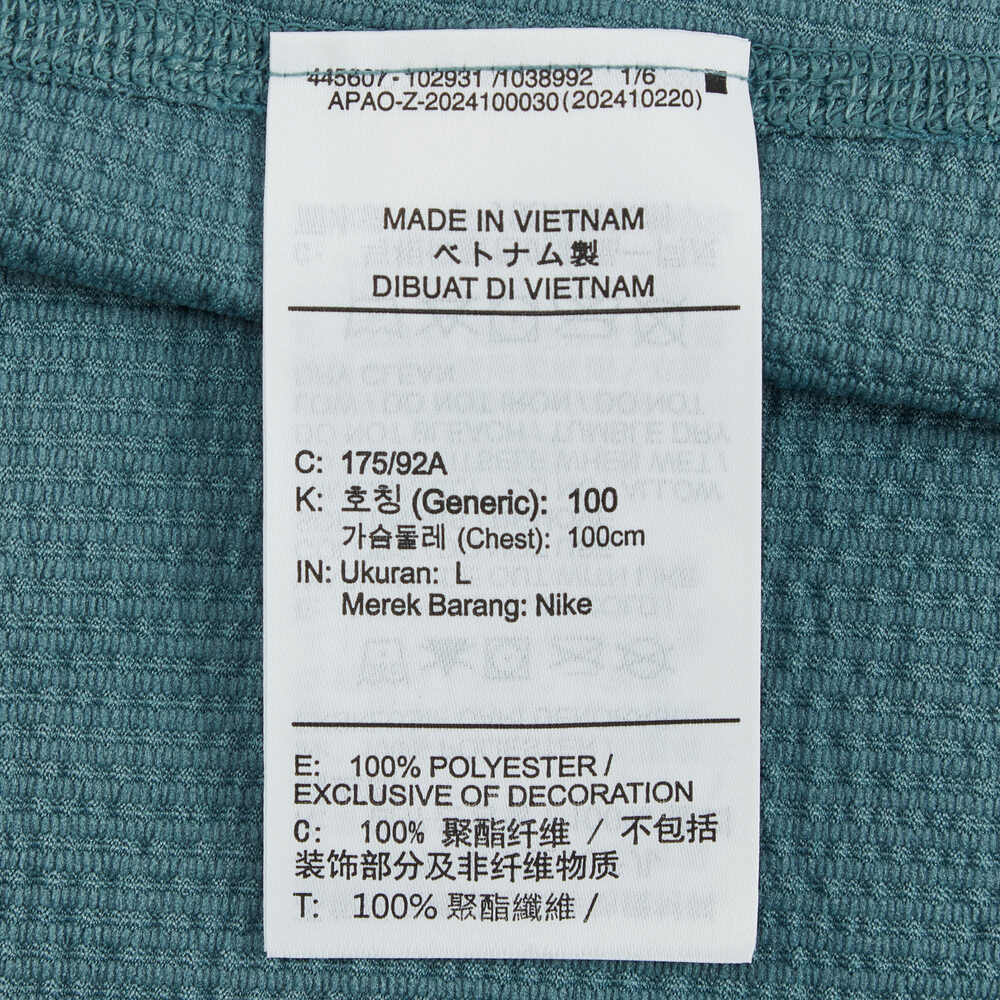 445607-102931 /1038992 1/6
APAO-Z-2024100030(202410220)
MADE IN VIETNAM
ベトナム製
DIBUAT DI VIETNAM
C: 175/92A
K: 호칭 (Generic): 100
가슴둘레 (Chest): 100cm
IN: Ukuran: L
Merek Barang: Nike
E: 100% POLYESTER /
EXCLUSIVE OF DECORATION
C: 100% 聚酯纤维 / 不包括
装饰部分及非纤维物质
T: 100% 聚酯纖維 /